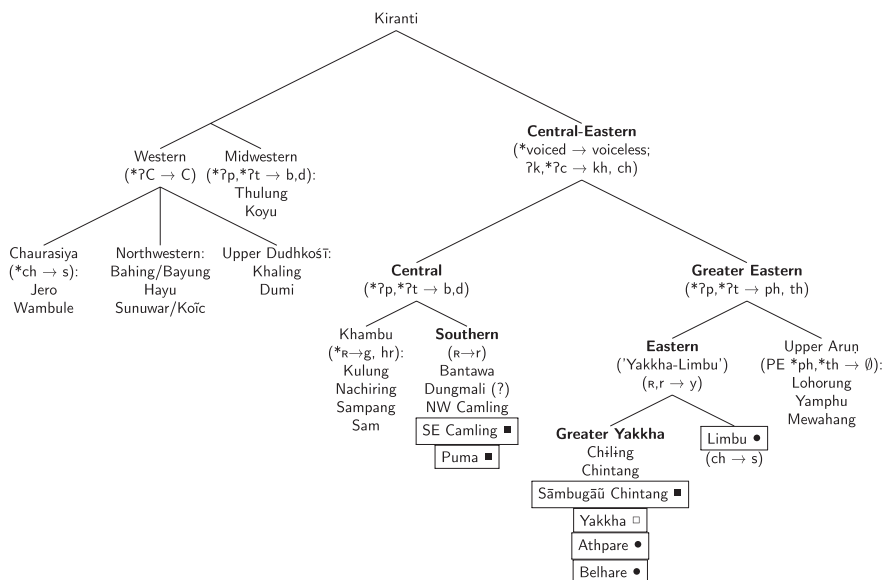 Kiranti
Western
(*ʔC → C)
Midwestern
(*ʔp,*ʔt → b,d):
Thulung
Koyu
Central-Eastern
(*voiced → voiceless;
ʔk,*ʔc → kh, ch)
Chaurasiya
(*ch → s):
Jero
Wambule
Northwestern:
Bahing/Bayung
Hayu
Sunuwar/Koĩc
Upper Dudhkośī:
Khaling
Dumi
Central
(*ʔp,*ʔt → b,d)
Greater Eastern
(*ʔp,*ʔt → ph, th)
Khambu
(*ʀ→g, hr):
Kulung
Nachiring
Sampang
Sam
Southern
(ʀ→r)
Bantawa
Dungmali (?)
NW Camling
SE Camling ■
Puma ■
Eastern
('Yakkha-Limbu')
(ʀ,r → y)
Upper Aruṇ
(PE *ph,*th → ∅):
Lohorung
Yamphu
Mewahang
Greater Yakkha
Chɨlɨng
Chintang
Sāmbugāũ Chintang ■
Yakkha □
Athpare ●
Belhare ●
Limbu ●
(ch → s)